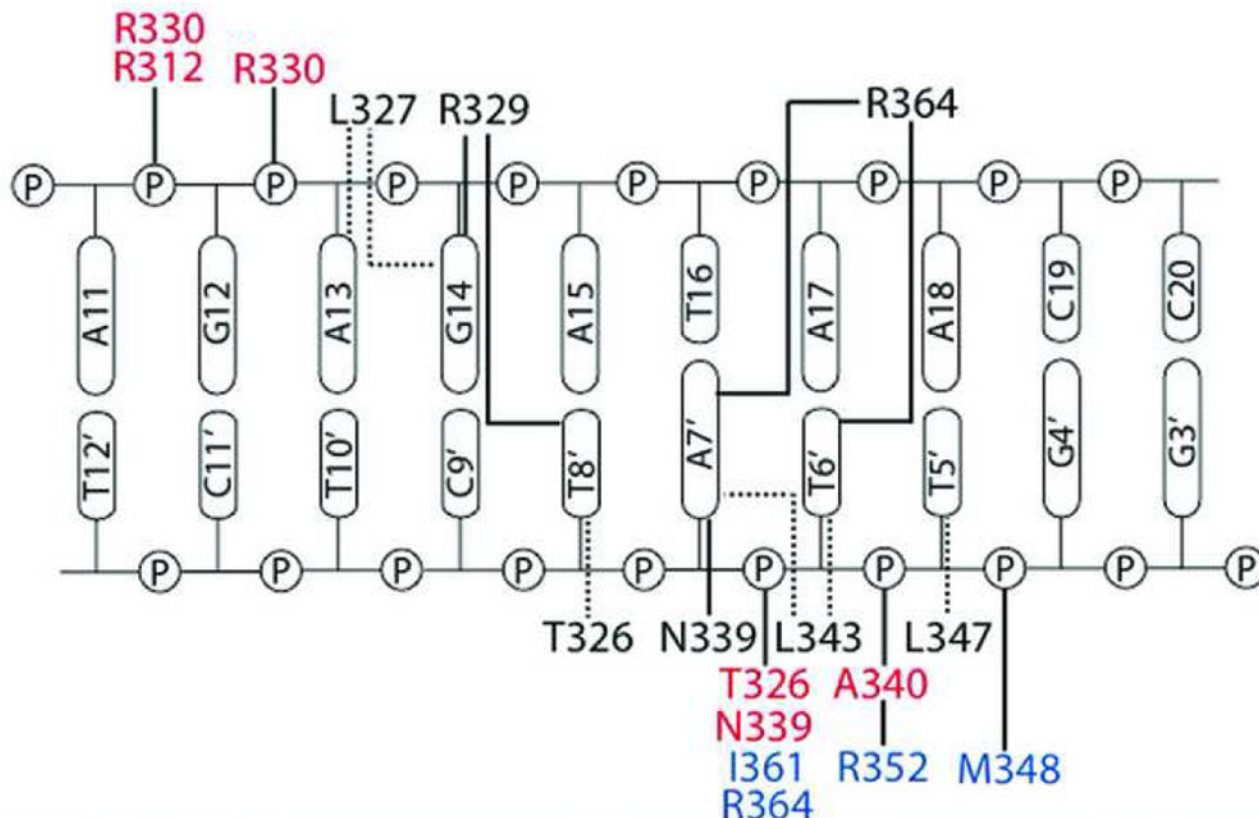 R330
R312 R330
L327 R329 R364
P P P P P P P P P P
A11 G12 A13 G14 A15 T16 A17 A18 C19 C20
T12′ C11′ T10′ C9′ T8′ A7′ T6′ T5′ G4′ G3′
P P P P P P P P P P
T326 N339 L343 L347
T326 A340
N339
I361 R352 M348
R364